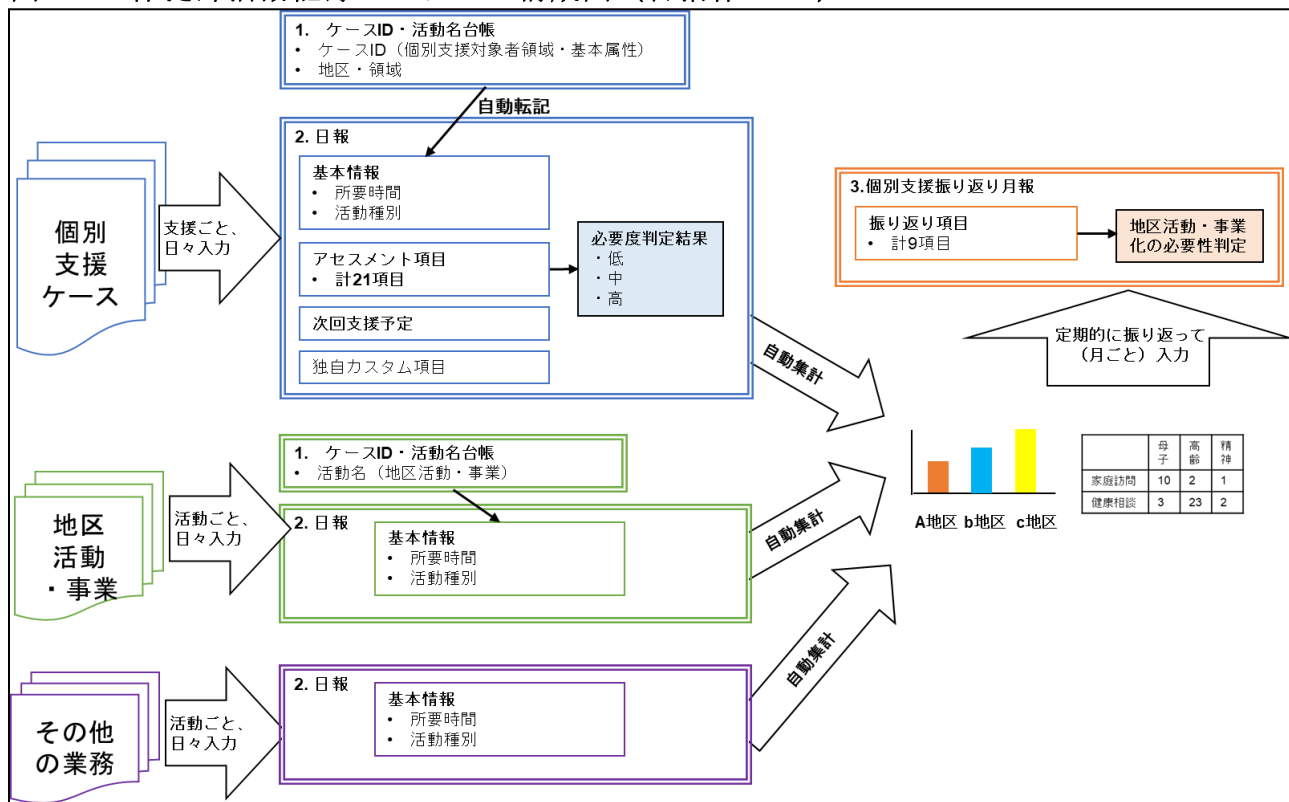 1. ケースID・活動名台帳
• ケースID（個別支援対象者領域・基本属性）
• 地区・領域
自動転記
個別
支援
ケース
支援ごと、
日々入力
2. 日報
基本情報
• 所要時間
• 活動種別
アセスメント項目
• 計21項目
必要度判定結果
・低
・中
・高
次回支援予定
独自カスタム項目
自動集計
3.個別支援振り返り月報
振り返り項目
• 計9項目
地区活動・事業
化の必要性判定
定期的に振り返って
（月ごと）入力
地区
活動
・事業
活動ごと、
日々入力
1. ケースID・活動名台帳
• 活動名（地区活動・事業）
2. 日報
基本情報
• 所要時間
• 活動種別
自動集計
A地区 b地区 c地区
母子 高齢 精神
家庭訪問 10 2 1
健康相談 3 23 2
その他
の業務
活動ごと、
日々入力
2. 日報
基本情報
• 所要時間
• 活動種別
自動集計